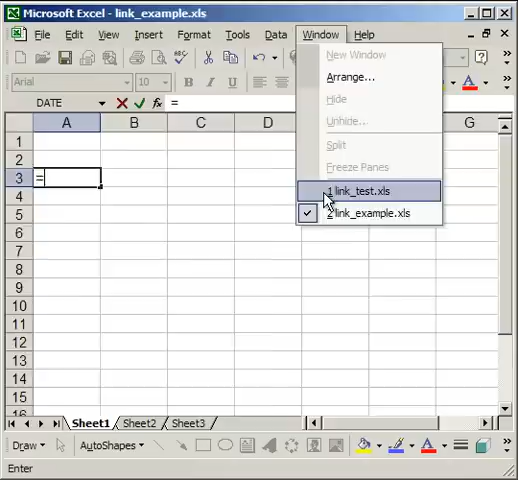 Microsoft Excel - link_example.xls
File Edit View Insert Format Tools Data Window Help
New Window
Arrange...
Hide
Unhide...
Split
Freeze Panes
1 link_test.xls
2 link_example.xls
Arial 10 B I U
DATE fx =
A B C D G
1
2
3 =
4
5
6
7
8
9
10
11
12
13
14
15
16
Sheet1 Sheet2 Sheet3
Draw AutoShapes A
Enter